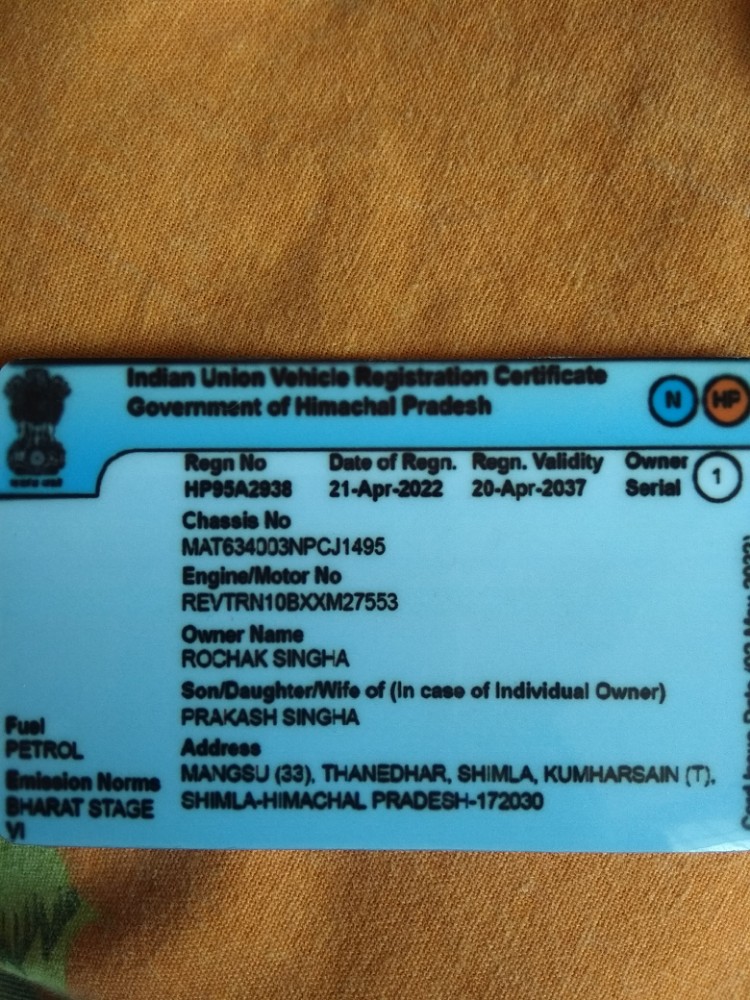 Indian Union Vehicle Registration Certificate
Government of Himachal Pradesh
N HP
Regn No Date of Regn. Regn. Validity Owner Serial 1
HP95A2938 21-Apr-2022 20-Apr-2037
Chassis No
MAT634003NPCJ1495
Engine/Motor No
REVTRN10BXXM27553
Owner Name
ROCHAK SINGHA
Son/Daughter/Wife of (In case of Individual Owner)
PRAKASH SINGHA
Fuel
PETROL
Emission Norms
BHARAT STAGE
VI
Address
MANGSU (33), THANEDHAR, SHIMLA, KUMHARSAIN (T),
SHIMLA-HIMACHAL PRADESH-172030